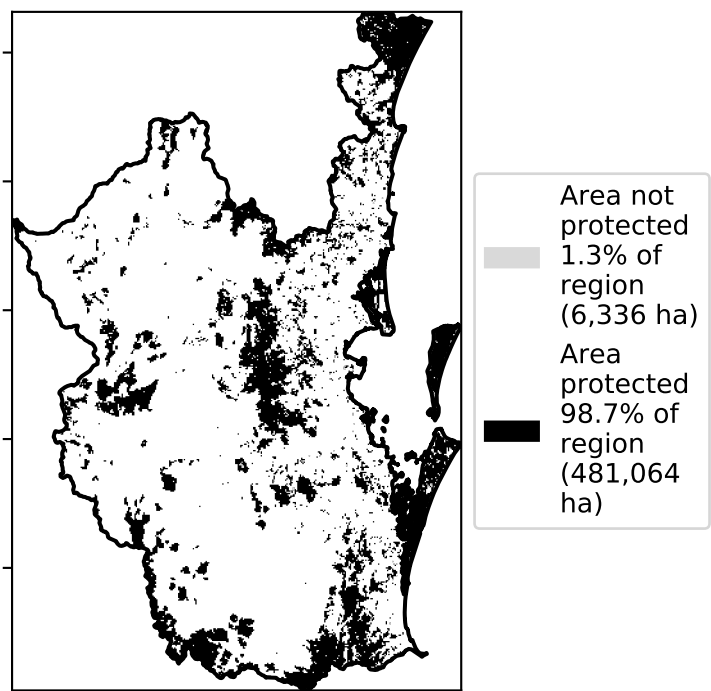 Area not
protected
1.3% of
region
(6,336 ha)
Area
protected
98.7% of
region
(481,064
ha)